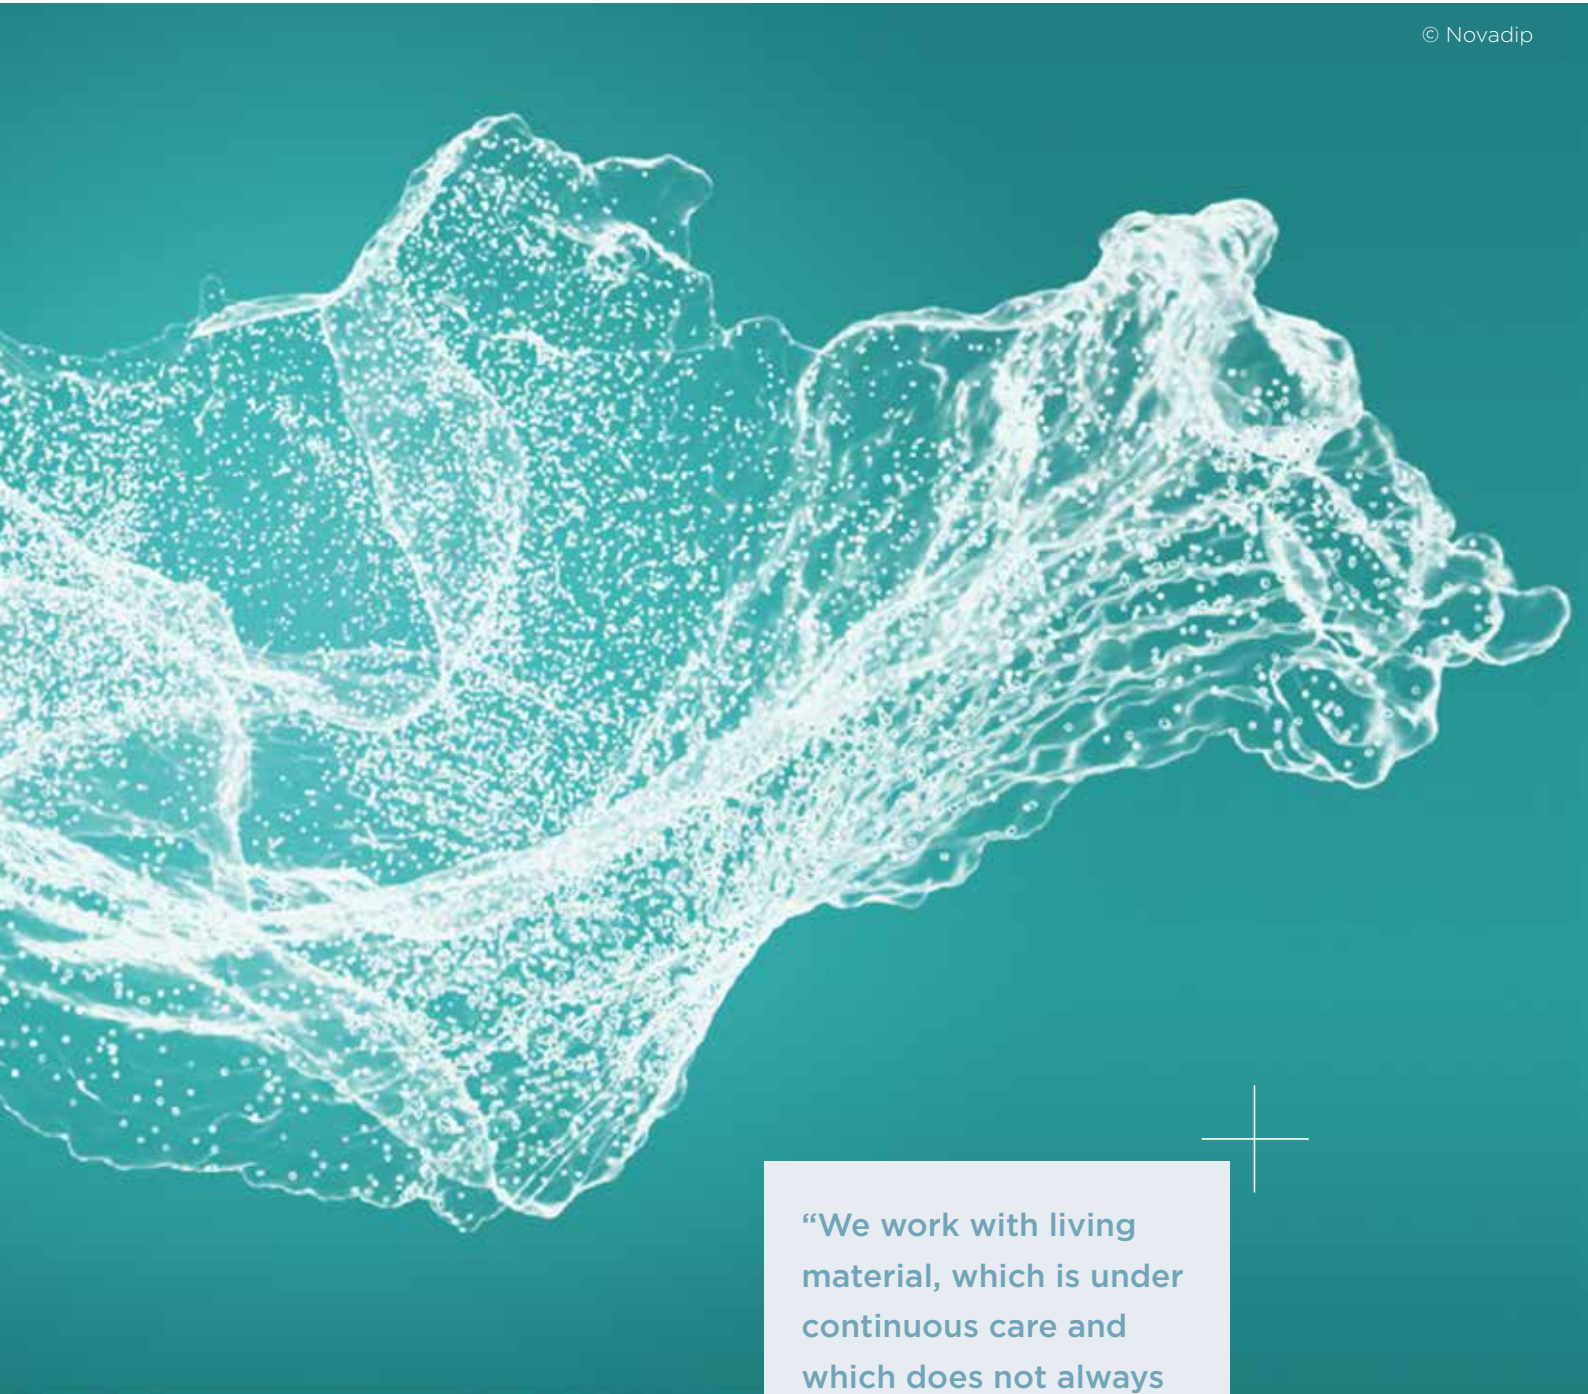 © Novadip
“We work with living
material, which is under
continuous care and
which does not always